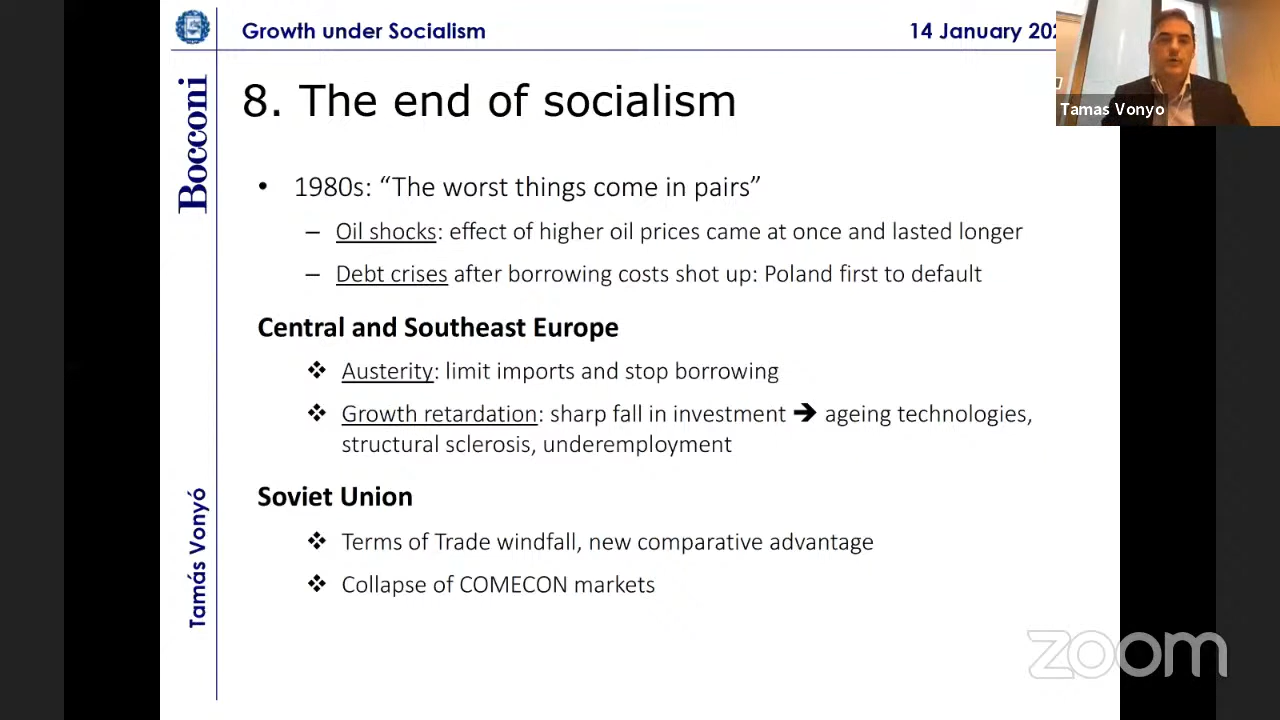 Growth under Socialism
14 January 202
Tamas Vonyo
Bocconi
8. The end of socialism
• 1980s: “The worst things come in pairs”
– Oil shocks: effect of higher oil prices came at once and lasted longer
– Debt crises after borrowing costs shot up: Poland first to default
Central and Southeast Europe
❖ Austerity: limit imports and stop borrowing
❖ Growth retardation: sharp fall in investment ➔ ageing technologies,
structural sclerosis, underemployment
Soviet Union
❖ Terms of Trade windfall, new comparative advantage
❖ Collapse of COMECON markets
Tamás Vonyó
zoom